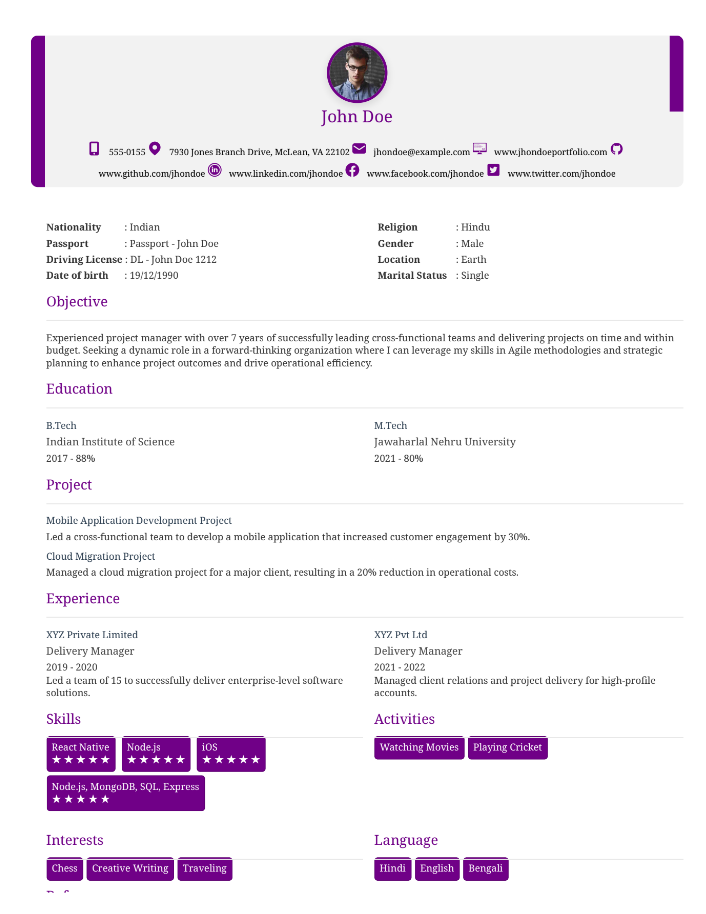 John Doe
555-0155 7930 Jones Branch Drive, McLean, VA 22102 jhondoe@example.com www.jhondoeportfolio.com
www.github.com/jhondoe www.linkedin.com/jhondoe www.facebook.com/jhondoe www.twitter.com/jhondoe
Nationality : Indian
Passport : Passport - John Doe
Driving License : DL - John Doe 1212
Date of birth : 19/12/1990
Religion : Hindu
Gender : Male
Location : Earth
Marital Status : Single
Objective
Experienced project manager with over 7 years of successfully leading cross-functional teams and delivering projects on time and within
budget. Seeking a dynamic role in a forward-thinking organization where I can leverage my skills in Agile methodologies and strategic
planning to enhance project outcomes and drive operational efficiency.
Education
B.Tech
Indian Institute of Science
2017 - 88%
M.Tech
Jawaharlal Nehru University
2021 - 80%
Project
Mobile Application Development Project
Led a cross-functional team to develop a mobile application that increased customer engagement by 30%.
Cloud Migration Project
Managed a cloud migration project for a major client, resulting in a 20% reduction in operational costs.
Experience
XYZ Private Limited
Delivery Manager
2019 - 2020
Led a team of 15 to successfully deliver enterprise-level software
solutions.
XYZ Pvt Ltd
Delivery Manager
2021 - 2022
Managed client relations and project delivery for high-profile
accounts.
Skills
React Native
★★★★★
Node.js
★★★★★
iOS
★★★★★
Node.js, MongoDB, SQL, Express
★★★★★
Activities
Watching Movies
Playing Cricket
Interests
Chess
Creative Writing
Traveling
Language
Hindi
English
Bengali